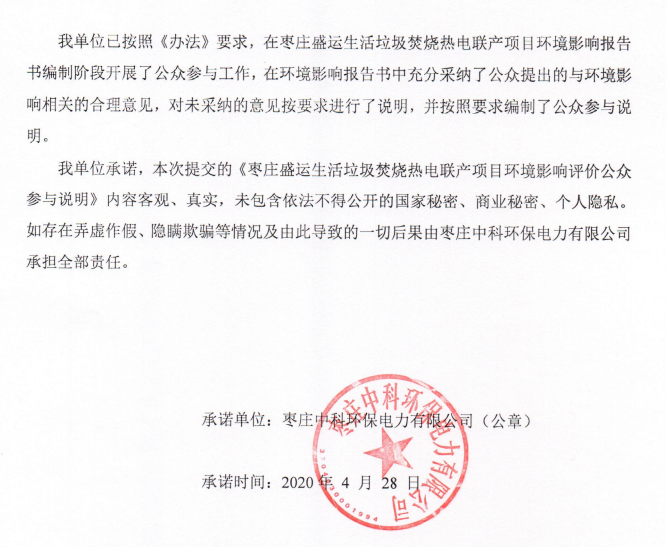 我单位已按照《办法》要求，在枣庄盛运生活垃圾焚烧热电联产项目环境影响报告
书编制阶段开展了公众参与工作，在环境影响报告书中充分采纳了公众提出的与环境影
响相关的合理意见，对未采纳的意见按要求进行了说明，并按照要求编制了公众参与说
明。
我单位承诺，本次提交的《枣庄盛运生活垃圾焚烧热电联产项目环境影响评价公众
参与说明》内容客观、真实，未包含依法不得公开的国家秘密、商业秘密、个人隐私。
如存在弄虚作假、隐瞒欺骗等情况及由此导致的一切后果由枣庄中科环保电力有限公司
承担全部责任。
承诺单位：枣庄中科环保电力有限公司（公章）
枣庄中科环保电力有限公司
承诺时间：2020 年 4 月 28 日